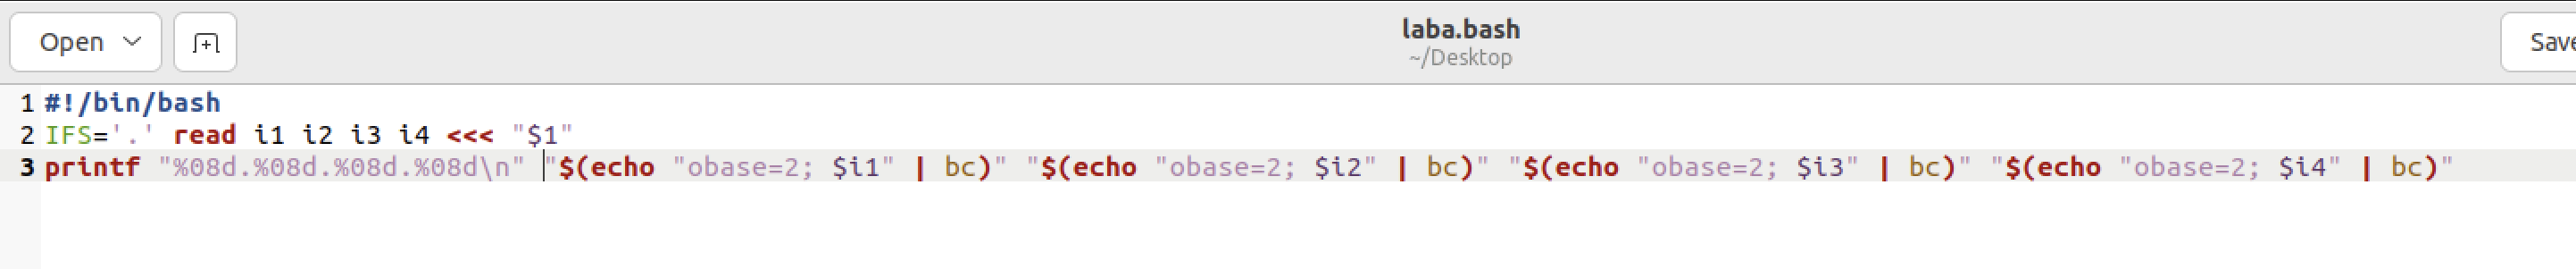 Open
laba.bash
~/Desktop
Save
1 #!/bin/bash
2 IFS='.' read i1 i2 i3 i4 <<< "$1"
3 printf "%08d.%08d.%08d.%08d\n" "$(echo "obase=2; $i1" | bc)" "$(echo "obase=2; $i2" | bc)" "$(echo "obase=2; $i3" | bc)" "$(echo "obase=2; $i4" | bc)"